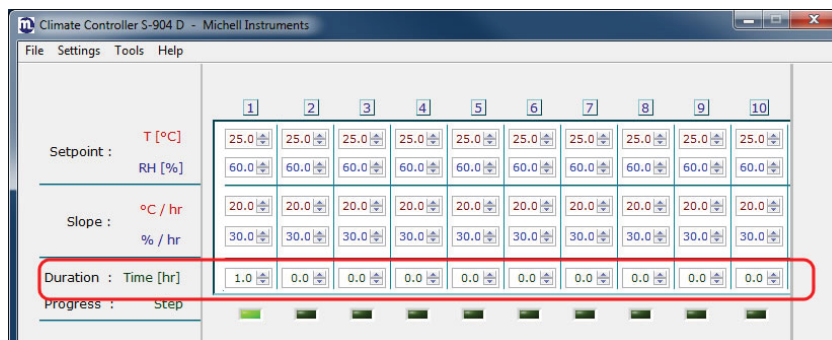 Climate Controller S-904 D - Michell Instruments
File Settings Tools Help
1 2 3 4 5 6 7 8 9 10
Setpoint :
T [°C] 25.0 25.0 25.0 25.0 25.0 25.0 25.0 25.0 25.0 25.0
RH [%] 60.0 60.0 60.0 60.0 60.0 60.0 60.0 60.0 60.0 60.0
Slope :
°C / hr 20.0 20.0 20.0 20.0 20.0 20.0 20.0 20.0 20.0 20.0
% / hr 30.0 30.0 30.0 30.0 30.0 30.0 30.0 30.0 30.0 30.0
Duration : Time [hr] 1.0 0.0 0.0 0.0 0.0 0.0 0.0 0.0 0.0 0.0
Progress : Step